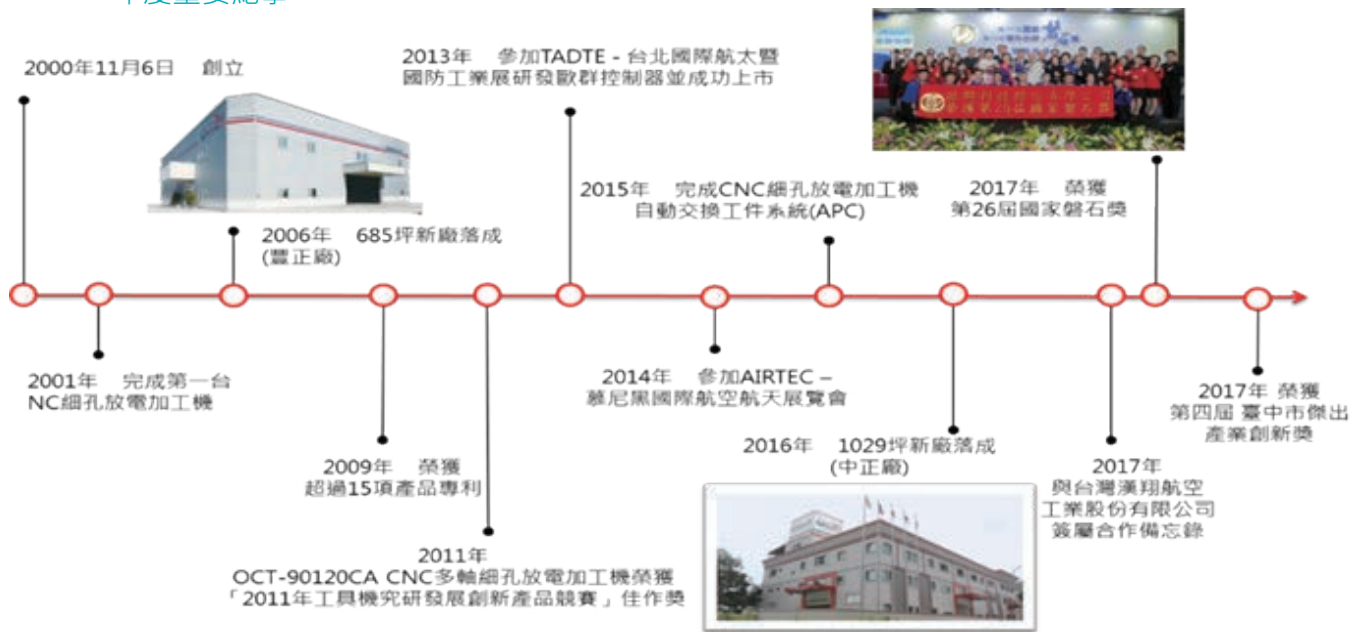 2000年11月6日 創立
2001年 完成第一台
NC細孔放電加工機
2006年 685坪新廠落成
(豐正廠)
2009年 榮獲
超過15項產品專利
2011年
OCT-90120CA CNC多軸細孔放電加工機榮獲
「2011年工具機究研發展創新產品競賽」佳作獎
2013年 參加TADTE - 台北國際航太暨
國防工業展研發歐群控制器並成功上市
2014年 參加AIRTEC –
慕尼黑國際航空航天展覽會
2015年 完成CNC細孔放電加工機
自動交換工件系統(APC)
2016年 1029坪新廠落成
(中正廠)
2017年
與台灣漢翔航空
工業股份有限公司
簽屬合作備忘錄
2017年 榮獲
第26屆國家磐石獎
2017年 榮獲
第四屆 臺中市傑出
產業創新獎